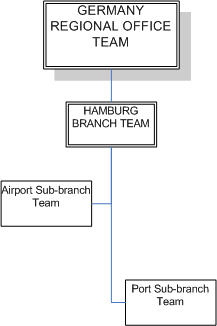 GERMANY
REGIONAL OFFICE
TEAM
HAMBURG
BRANCH TEAM
Airport Sub-branch
Team
Port Sub-branch
Team